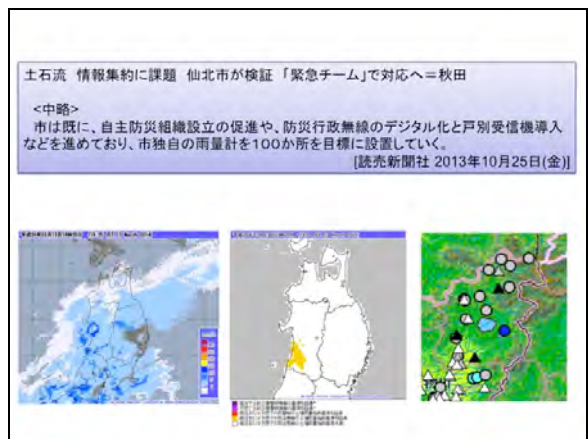 土石流 情報集約に課題 仙北市が検証 「緊急チーム」で対応へ＝秋田
<中略>
市は既に、自主防災組織設立の促進や、防災行政無線のデジタル化と戸別受信機導入
などを進めており、市独自の雨量計を100か所を目標に設置していく。
[読売新聞社 2013年10月25日(金)]